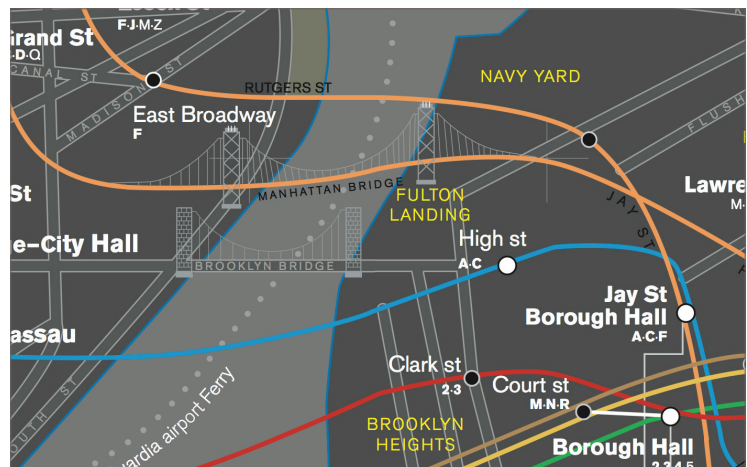 F·J·M·Z
Grand St
·D·Q
CANAL ST
MADISON ST
RUTGERS ST
NAVY YARD
East Broadway
F
FLUSH
MANHATTAN BRIDGE
FULTON
LANDING
Lawre
M·
St
JAY ST
e–City Hall
High st
A·C
BROOKLYN BRIDGE
Jay St
Borough Hall
A·C·F
assau
Clark st
2·3
Court st
M·N·R
OUTH ST
ardia airport Ferry
BROOKLYN
HEIGHTS
Borough Hall
2·3·4·5